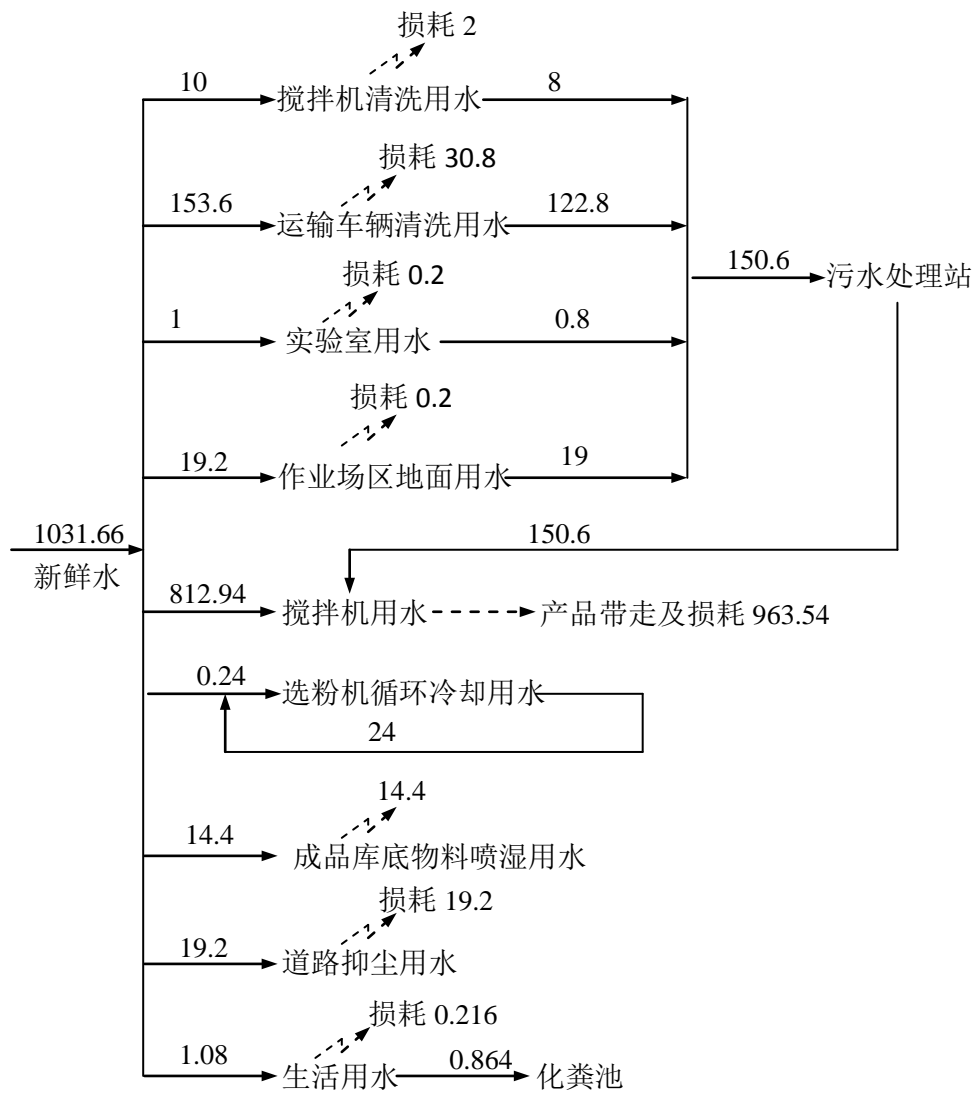 损耗 2
10
搅拌机清洗用水
8
损耗 30.8
153.6
运输车辆清洗用水
122.8
损耗 0.2
150.6
污水处理站
1
实验室用水
0.8
损耗 0.2
19.2
作业场区地面用水
19
1031.66
新鲜水
150.6
812.94
搅拌机用水
产品带走及损耗 963.54
0.24
选粉机循环冷却用水
24
14.4
14.4
成品库底物料喷湿用水
损耗 19.2
19.2
道路抑尘用水
损耗 0.216
1.08
生活用水
0.864
化粪池